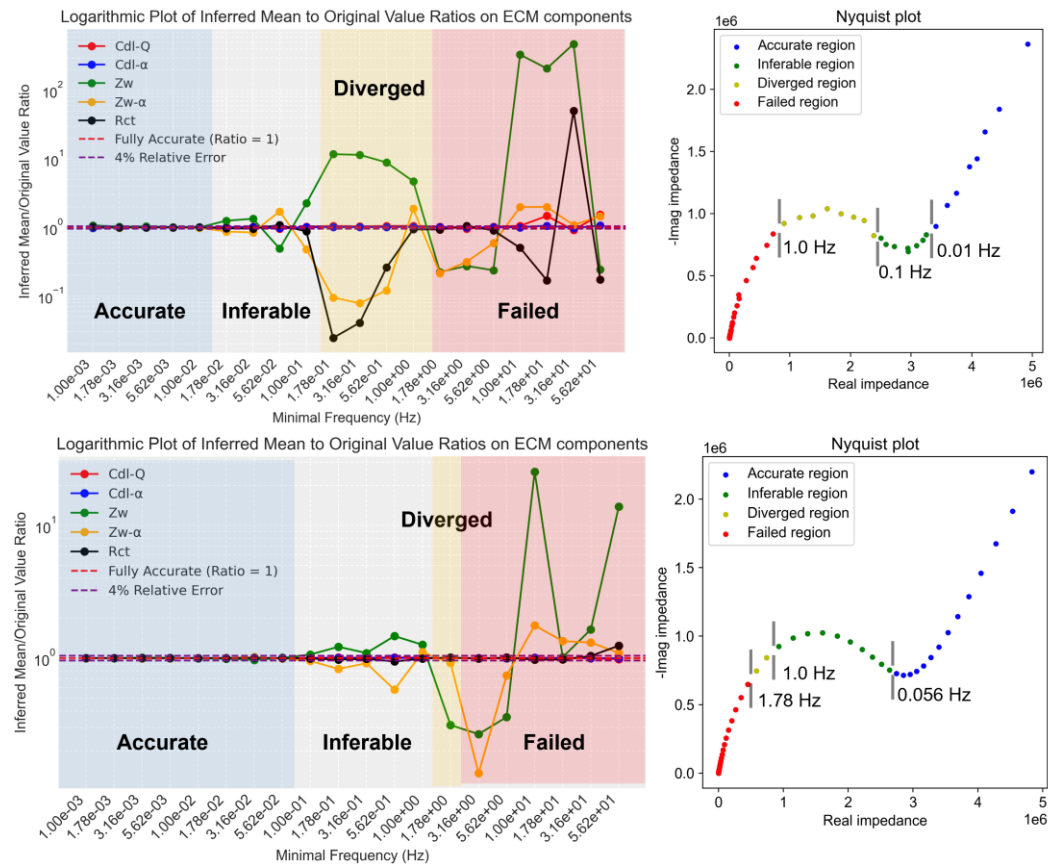 Logarithmic Plot of Inferred Mean to Original Value Ratios on ECM components
Inferred Mean/Original Value Ratio
10²
10¹
10⁰
10⁻¹
Cdl-Q
Cdl-α
Zw
Zw-α
Rct
Fully Accurate (Ratio = 1)
4% Relative Error
Diverged
Accurate
Inferable
Failed
1.00e-03
1.78e-03
3.16e-03
5.62e-03
1.00e-02
1.78e-02
3.16e-02
5.62e-02
1.00e-01
1.78e-01
3.16e-01
5.62e-01
1.00e+00
1.78e+00
3.16e+00
5.62e+00
1.00e+01
1.78e+01
3.16e+01
5.62e+01
Minimal Frequency (Hz)
Nyquist plot
1e6
-Imag impedance
2.0
1.5
1.0
0.5
0.0
Accurate region
Inferable region
Diverged region
Failed region
1.0 Hz
0.1 Hz
0.01 Hz
0 1 2 3 4 5
Real impedance
1e6
Logarithmic Plot of Inferred Mean to Original Value Ratios on ECM components
Inferred Mean/Original Value Ratio
10¹
10⁰
Cdl-Q
Cdl-α
Zw
Zw-α
Rct
Fully Accurate (Ratio = 1)
4% Relative Error
Diverged
Accurate
Inferable
Failed
1.00e-03
1.78e-03
3.16e-03
5.62e-03
1.00e-02
1.78e-02
3.16e-02
5.62e-02
1.00e-01
1.78e-01
3.16e-01
5.62e-01
1.00e+00
1.78e+00
3.16e+00
5.62e+00
1.00e+01
1.78e+01
3.16e+01
5.62e+01
Minimal Frequency (Hz)
Nyquist plot
1e6
-Imag impedance
2.0
1.5
1.0
0.5
0.0
Accurate region
Inferable region
Diverged region
Failed region
1.0 Hz
1.78 Hz
0.056 Hz
0 1 2 3 4 5
Real impedance
1e6